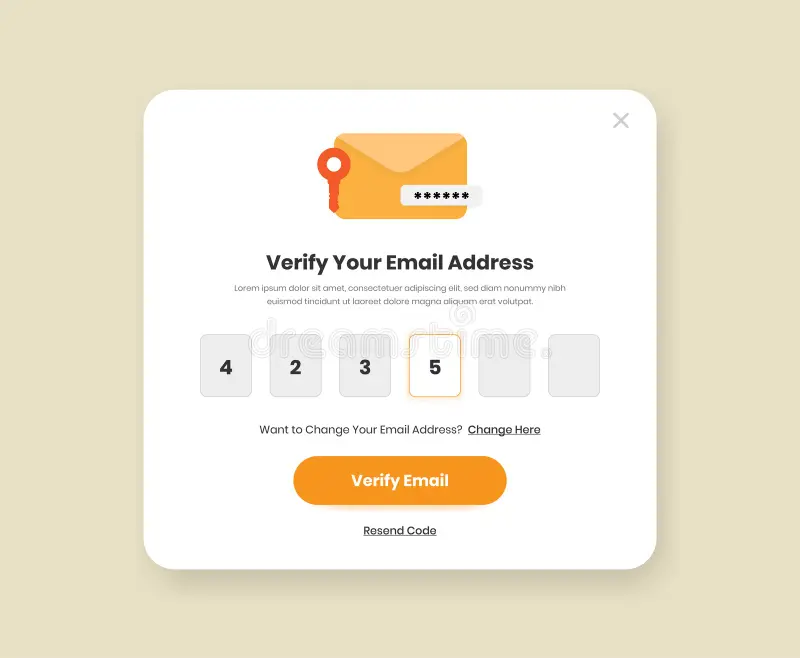 ******
Verify Your Email Address
Lorem ipsum dolor sit amet, consectetuer adipiscing elit, sed diam nonummy nibh
euismod tincidunt ut laoreet dolore magna aliquam erat volutpat.
dreamstime.
4 2 3 5
Want to Change Your Email Address? Change Here
Verify Email
Resend Code